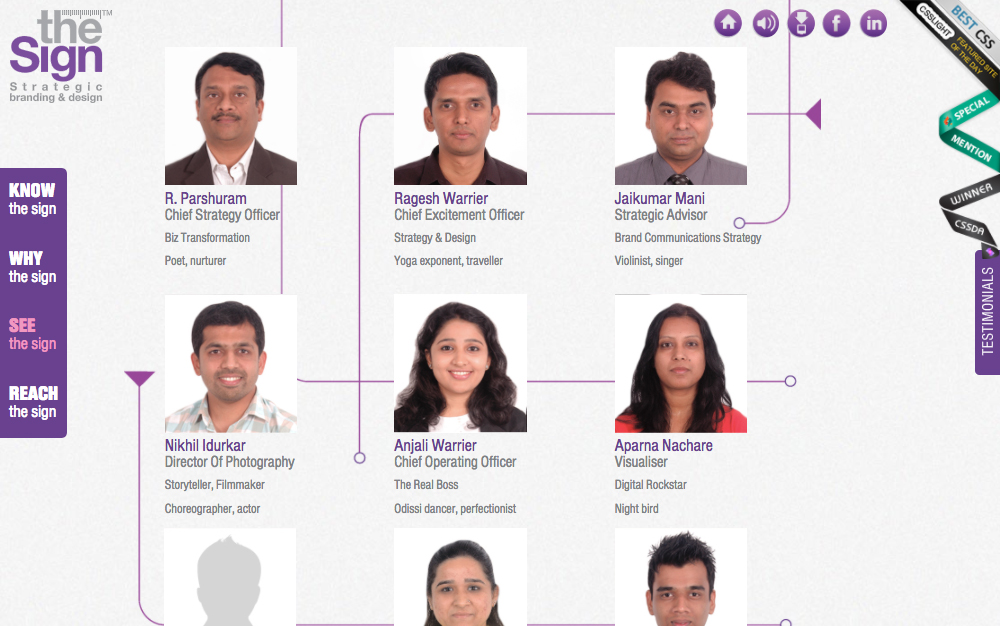 the TM
Sign
Strategic
branding & design
KNOW
the sign
WHY
the sign
SEE
the sign
REACH
the sign
R. Parshuram
Chief Strategy Officer
Biz Transformation
Poet, nurturer
Ragesh Warrier
Chief Excitement Officer
Strategy & Design
Yoga exponent, traveller
Jaikumar Mani
Strategic Advisor
Brand Communications Strategy
Violinist, singer
Nikhil Idurkar
Director Of Photography
Storyteller, Filmmaker
Choreographer, actor
Anjali Warrier
Chief Operating Officer
The Real Boss
Odissi dancer, perfectionist
Aparna Nachare
Visualiser
Digital Rockstar
Night bird
f
in
BEST CSS
CSSLIGHT
FEATURED SITE
OF THE DAY
SPECIAL
MENTION
WINNER
CSSDA
TESTIMONIALS